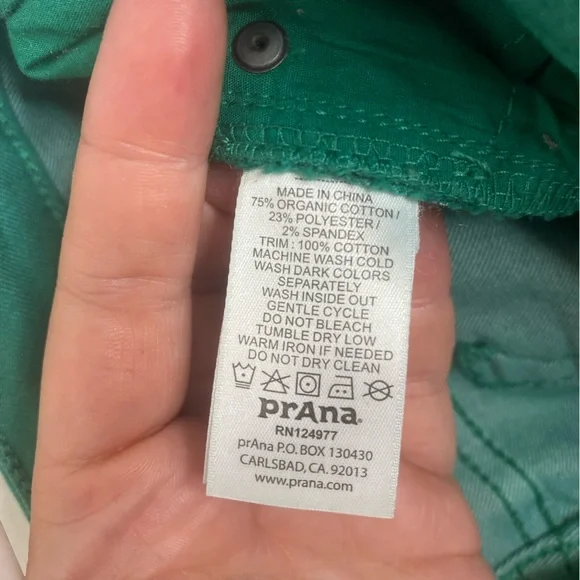 MADE IN CHINA
75% ORGANIC COTTON/
23% POLYESTER/
2% SPANDEX
TRIM : 100% COTTON
MACHINE WASH COLD
WASH DARK COLORS
SEPARATELY
WASH INSIDE OUT
GENTLE CYCLE
DO NOT BLEACH
TUMBLE DRY LOW
WARM IRON IF NEEDED
DO NOT DRY CLEAN
prAna
RN124977
prAna P.O. BOX 130430
CARLSBAD, CA. 92013
www.prana.com